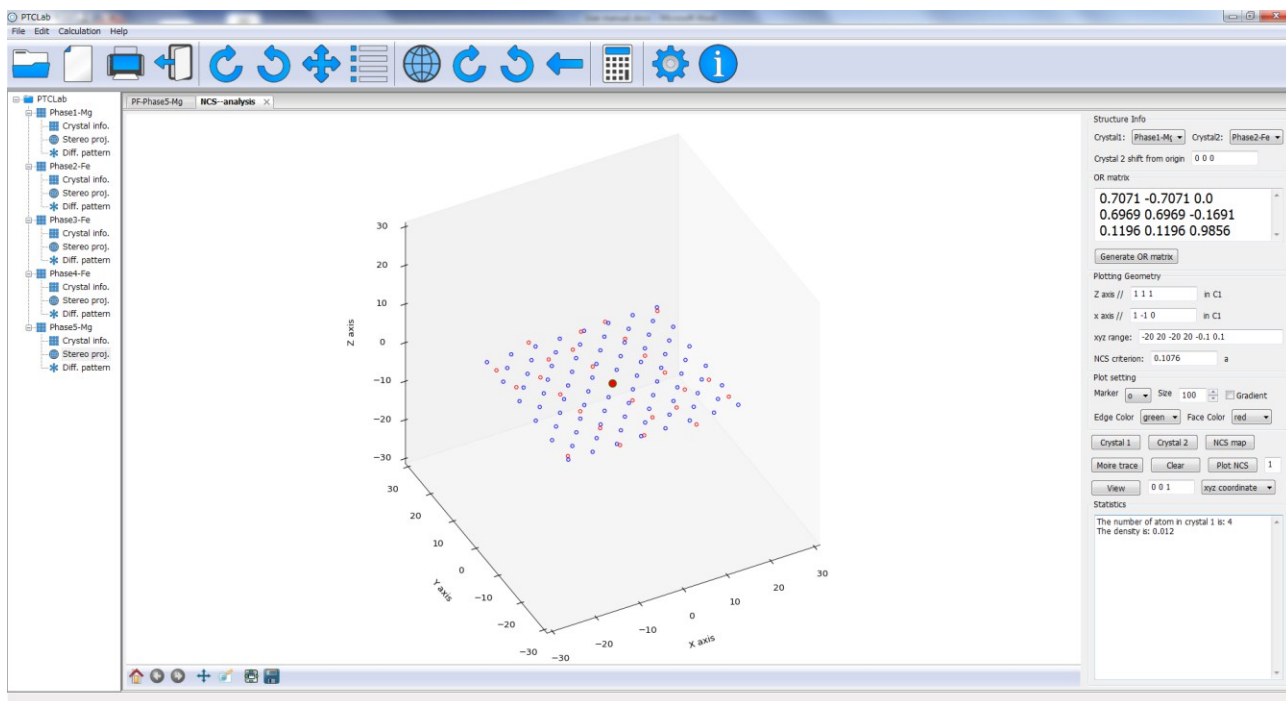 PTCLab
File Edit Calculation Help
PTCLab
Phase1-Mg
Crystal info.
Stereo proj.
Diff. pattern
Phase2-Fe
Crystal info.
Stereo proj.
Diff. pattern
Phase3-Fe
Crystal info.
Stereo proj.
Diff. pattern
Phase4-Fe
Crystal info.
Stereo proj.
Diff. pattern
Phase5-Mg
Crystal info.
Stereo proj.
Diff. pattern
PF-Phase5-Mg NCS--analysis
30
20
10
0
−10
−20
−30
Z axis
30
20
10
0
−10
−20
−30
Y axis
−30
−20
−10
0
10
20
30
X axis
Structure Info
Crystal1: Phase1-M Crystal2: Phase2-Fe
Crystal 2 shift from origin 0 0 0
OR matrix
0.7071 -0.7071 0.0
0.6969 0.6969 -0.1691
0.1196 0.1196 0.9856
Generate OR matrix
Plotting Geometry
Z axis // 1 1 1 in C1
x axis // 1 -1 0 in C1
xyz range: -20 20 -20 20 -0.1 0.1
NCS criterion: 0.1076 a
Plot setting
Marker o Size 100 Gradient
Edge Color green Face Color red
Crystal 1 Crystal 2 NCS map
Moire trace Clear Plot NCS 1
View 0 0 1 xyz coordinate
Statistics
The number of atom in crystal 1 is: 4
The density is: 0.012